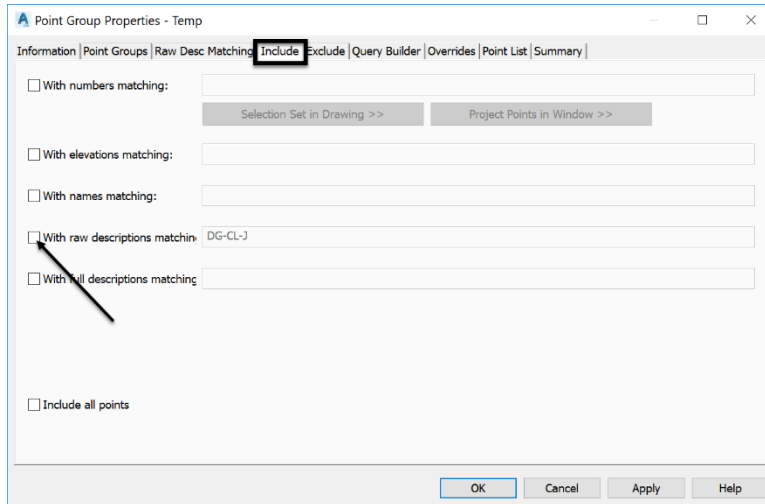 Point Group Properties - Temp
Information Point Groups Raw Desc Matching Include Exclude Query Builder Overrides Point List Summary
With numbers matching:
Selection Set in Drawing >> Project Points in Window >>
With elevations matching:
With names matching:
With raw descriptions matchin DG-CL-J
With full descriptions matching
Include all points
OK Cancel Apply Help